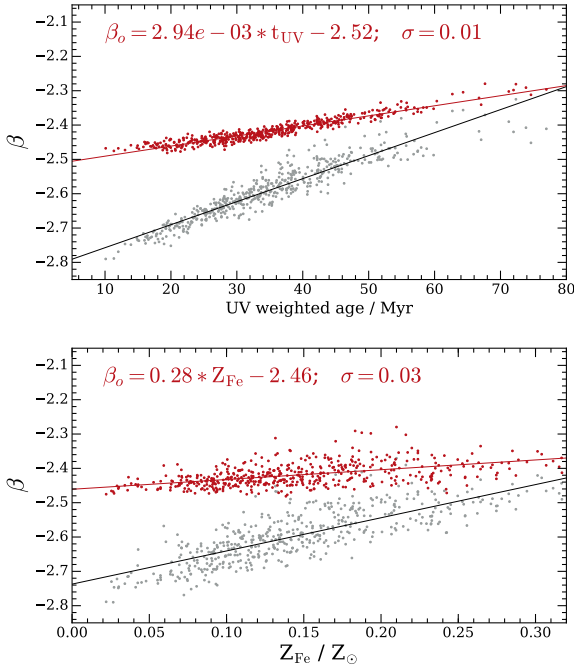 β_o = 2.94e − 03 * t_UV − 2.52; σ = 0.01
−2.1
−2.2
−2.3
−2.4
−2.5
−2.6
−2.7
−2.8
β
10 20 30 40 50 60 70 80
UV weighted age / Myr
β_o = 0.28 * Z_Fe − 2.46; σ = 0.03
−2.1
−2.2
−2.3
−2.4
−2.5
−2.6
−2.7
−2.8
β
0.00 0.05 0.10 0.15 0.20 0.25 0.30
Z_Fe / Z_⊙